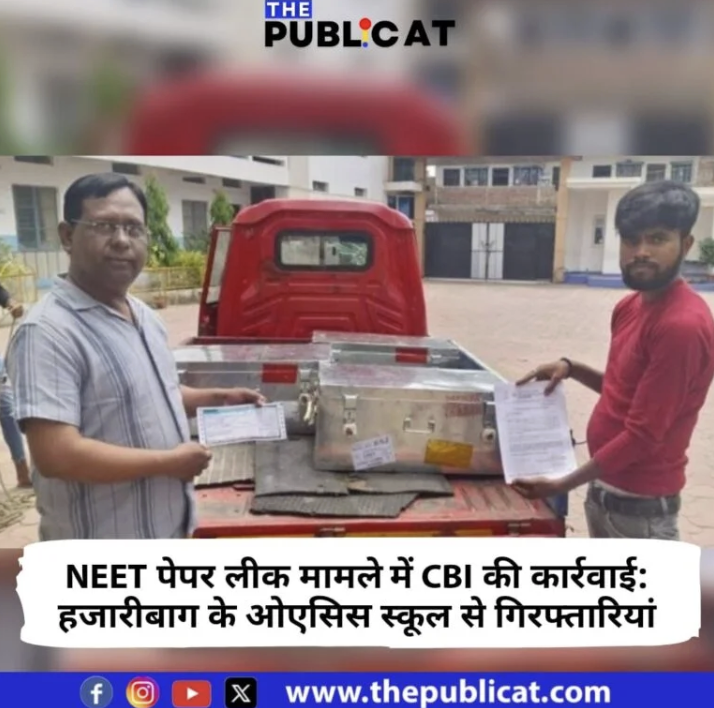 THE
PUBLICAT
NEET पेपर लीक मामले में CBI की कार्रवाई:
हजारीबाग के ओएसिस स्कूल से गिरफ्तारियां
www.thepublicat.com